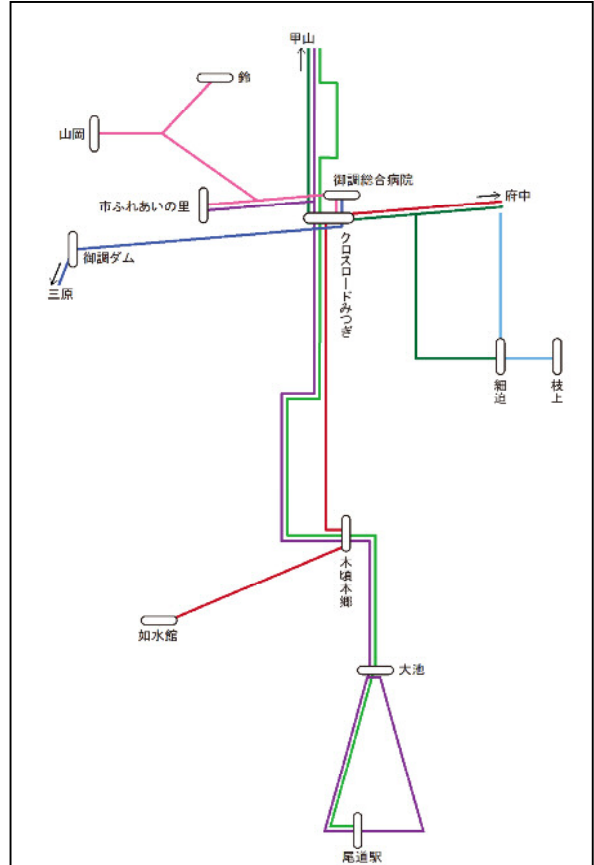 甲山
鈴
山岡
御調総合病院
府中
市ふれあいの里
クロスロードみつぎ
御調ダム
三原
細迫
枝上
木頃本郷
如水館
大池
尾道駅